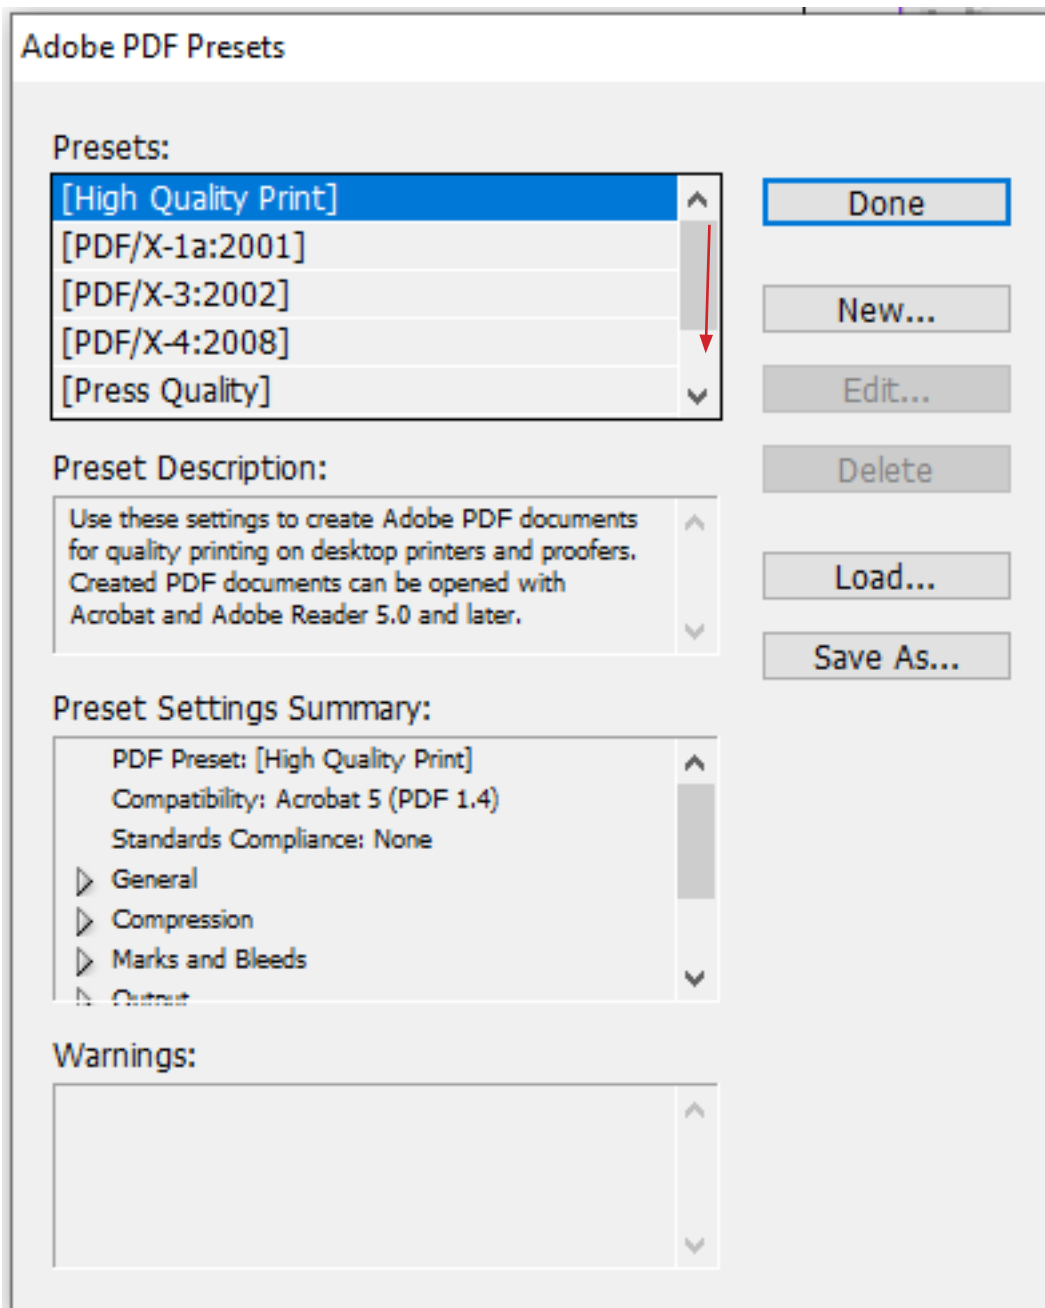 Adobe PDF Presets
Presets:
[High Quality Print]
[PDF/X-1a:2001]
[PDF/X-3:2002]
[PDF/X-4:2008]
[Press Quality]
Done
New...
Edit...
Delete
Load...
Save As...
Preset Description:
Use these settings to create Adobe PDF documents
for quality printing on desktop printers and proofers.
Created PDF documents can be opened with
Acrobat and Adobe Reader 5.0 and later.
Preset Settings Summary:
PDF Preset: [High Quality Print]
Compatibility: Acrobat 5 (PDF 1.4)
Standards Compliance: None
General
Compression
Marks and Bleeds
Output
Warnings: